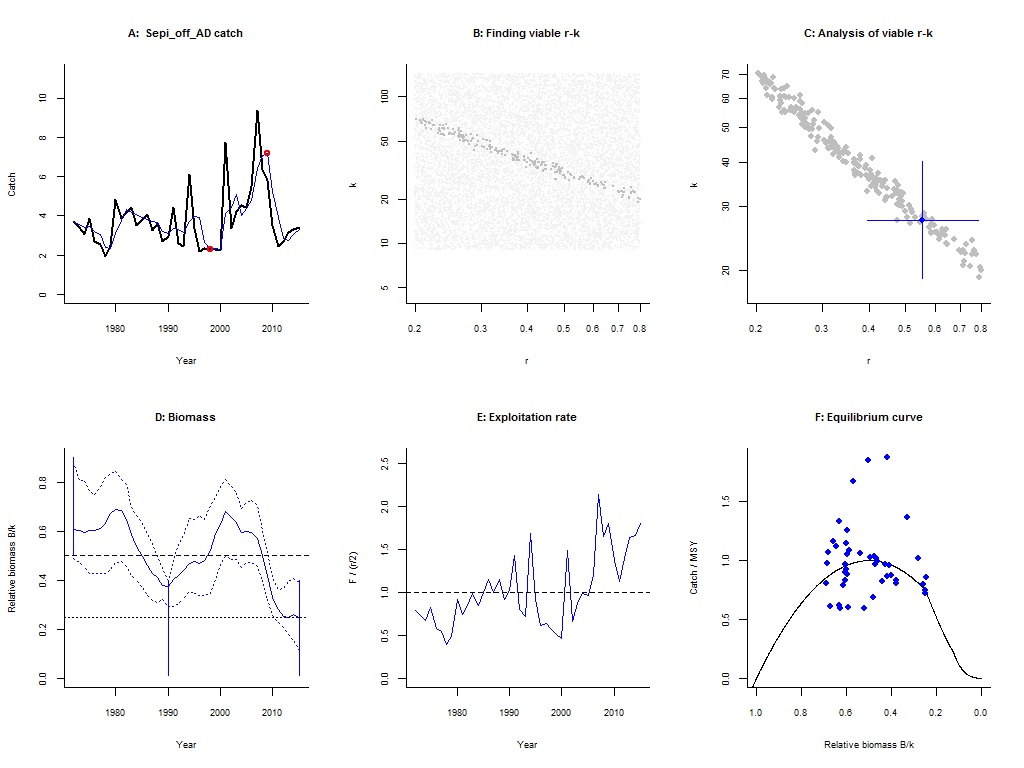 A: Sepi_off_AD catch
Catch
0 2 4 6 8 10
1980 1990 2000 2010
Year
B: Finding viable r-k
k
5 10 20 50 100
0.2 0.3 0.4 0.5 0.6 0.7 0.8
r
C: Analysis of viable r-k
k
20 30 40 50 60 70
0.2 0.3 0.4 0.5 0.6 0.7 0.8
r
D: Biomass
Relative biomass B/k
0.0 0.2 0.4 0.6 0.8
1980 1990 2000 2010
Year
E: Exploitation rate
F / (r/2)
0.0 0.5 1.0 1.5 2.0 2.5
1980 1990 2000 2010
Year
F: Equilibrium curve
Catch / MSY
0.0 0.5 1.0 1.5
1.0 0.8 0.6 0.4 0.2 0.0
Relative biomass B/k